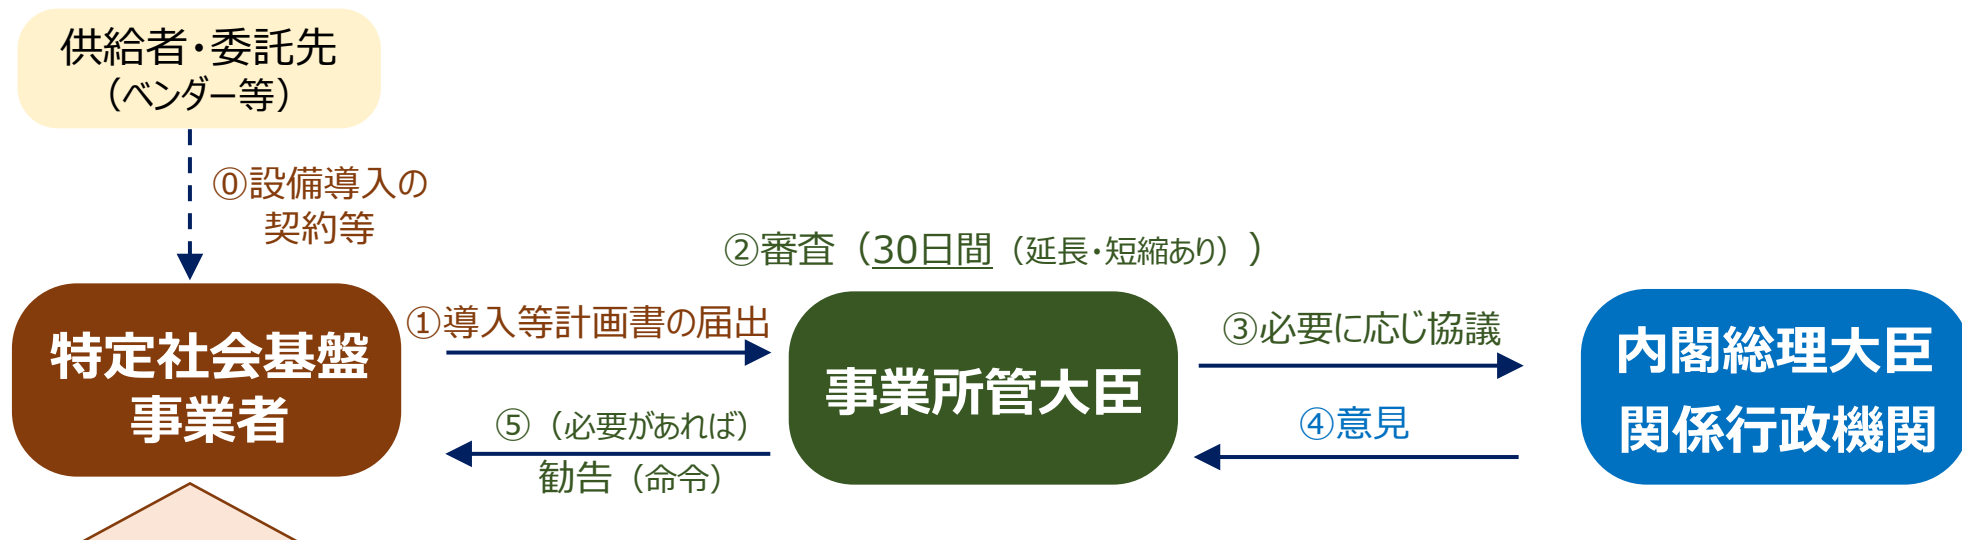 供給者・委託先
（ベンダー等）
⓪設備導入の
契約等
②審査（30日間（延長・短縮あり））
特定社会基盤
事業者
①導入等計画書の届出
⑤（必要があれば）
勧告（命令）
事業所管大臣
③必要に応じ協議
④意見
内閣総理大臣
関係行政機関